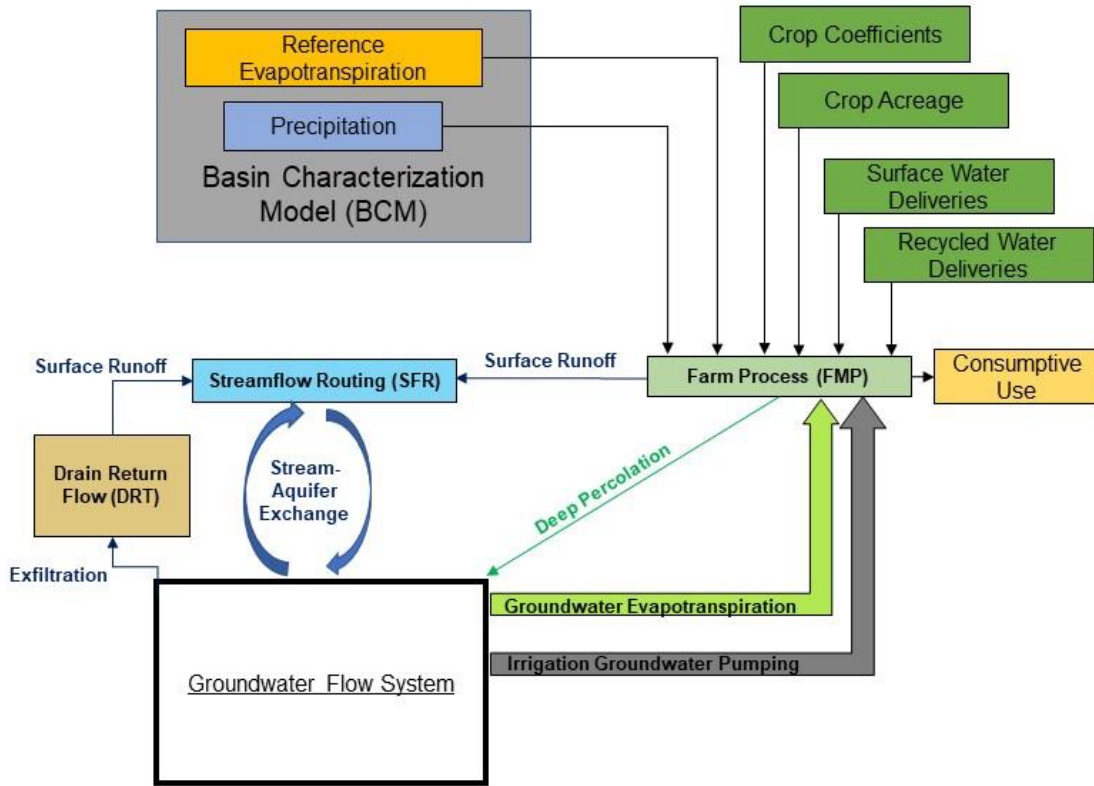 Reference
Evapotranspiration
Precipitation
Basin Characterization
Model (BCM)
Crop Coefficients
Crop Acreage
Surface Water
Deliveries
Recycled Water
Deliveries
Surface Runoff
Streamflow Routing (SFR)
Surface Runoff
Farm Process (FMP)
Consumptive
Use
Drain Return
Flow (DRT)
Stream-
Aquifer
Exchange
Deep Percolation
Exfiltration
Groundwater Evapotranspiration
Irrigation Groundwater Pumping
Groundwater Flow System